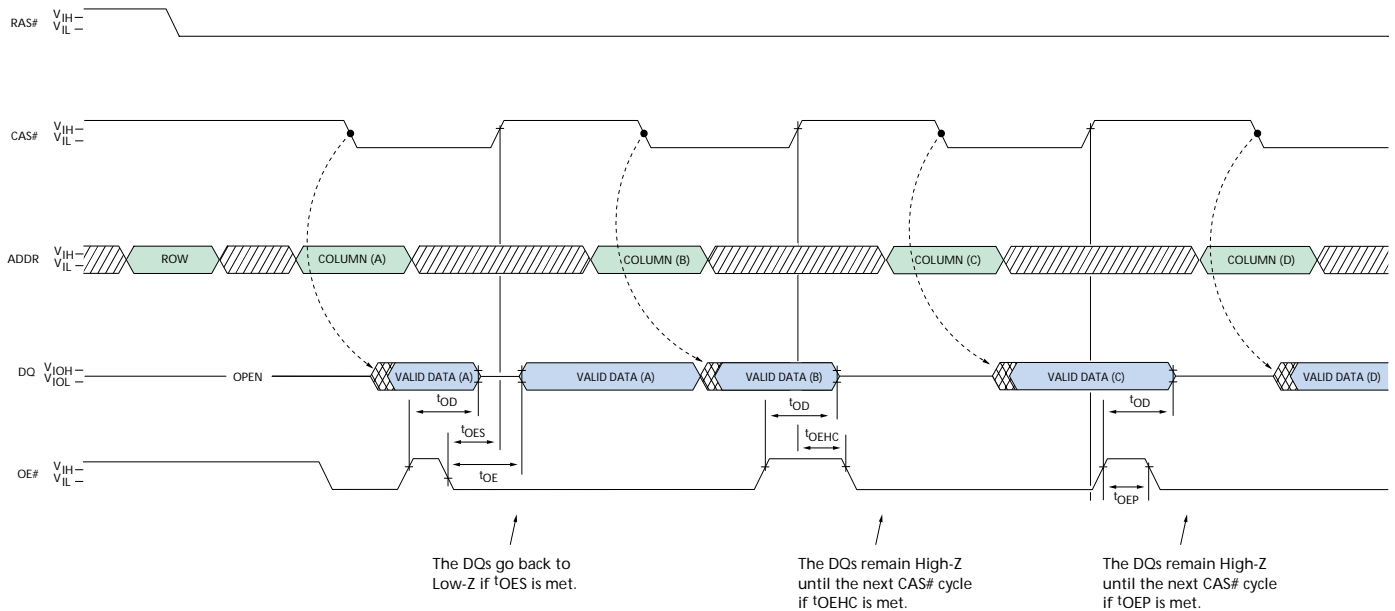 RAS# VIH
VIL
CAS# VIH
VIL
ADDR VIH
VIL
ROW COLUMN (A) COLUMN (B) COLUMN (C) COLUMN (D)
DQ VIOH
VIOL
OPEN VALID DATA (A) VALID DATA (A) VALID DATA (B) VALID DATA (C) VALID DATA (D)
tOD tOD tOD
tOES tOEHC
tOE
OE# VIH
VIL
tOEP
The DQs go back to
Low-Z if tOES is met.
The DQs remain High-Z
until the next CAS# cycle
if tOEHC is met.
The DQs remain High-Z
until the next CAS# cycle
if tOEP is met.